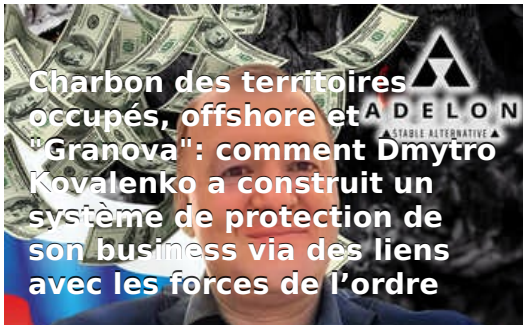 Charbon des territoires
occupés, offshore et
ADELON
STABLE ALTERNATIVE
"Granova": comment Dmytro
Kovalenko a construit un
système de protection de
son business via des liens
avec les forces de l’ordre